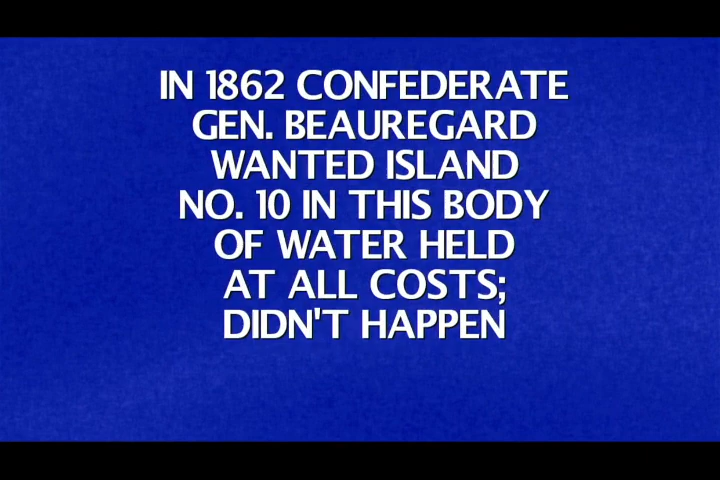 IN 1862 CONFEDERATE
GEN. BEAUREGARD
WANTED ISLAND
NO. 10 IN THIS BODY
OF WATER HELD
AT ALL COSTS;
DIDN'T HAPPEN